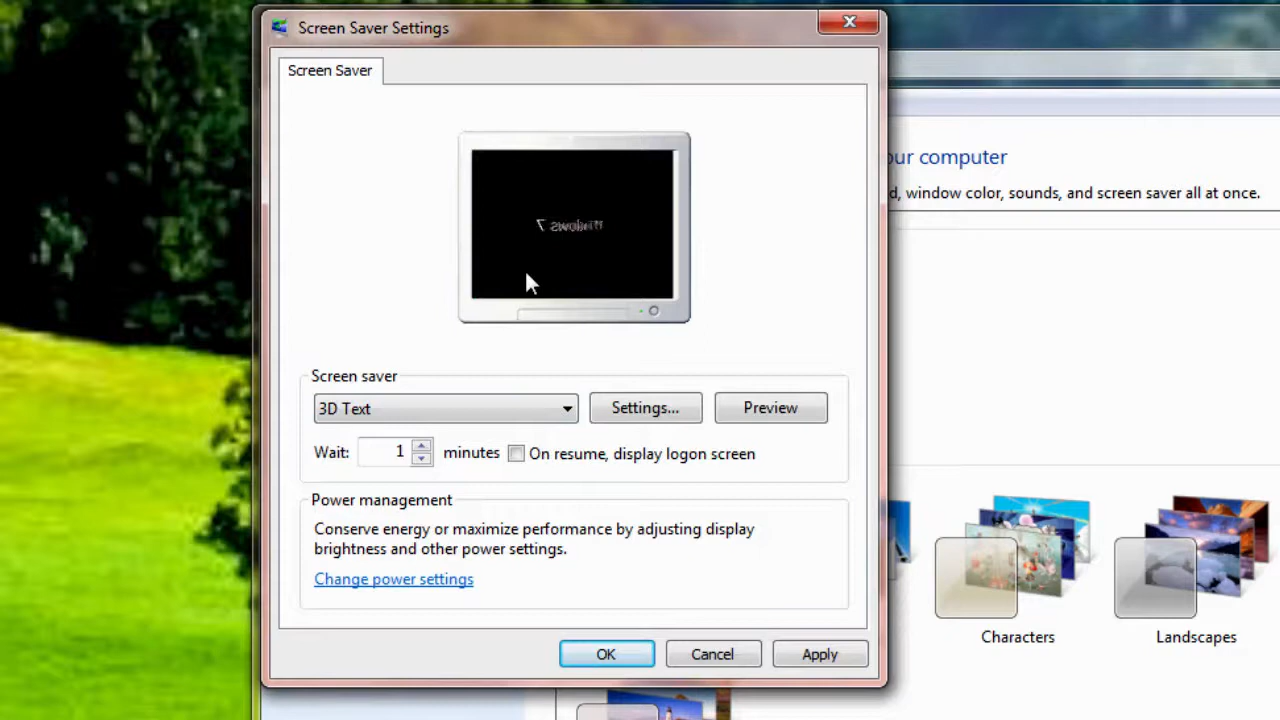 Screen Saver Settings
Screen Saver
our computer
d, window color, sounds, and screen saver all at once.
Windows 7
Screen saver
3D Text
Settings...
Preview
Wait: 1 minutes
On resume, display logon screen
Power management
Conserve energy or maximize performance by adjusting display
brightness and other power settings.
Change power settings
Characters
Landscapes
OK
Cancel
Apply